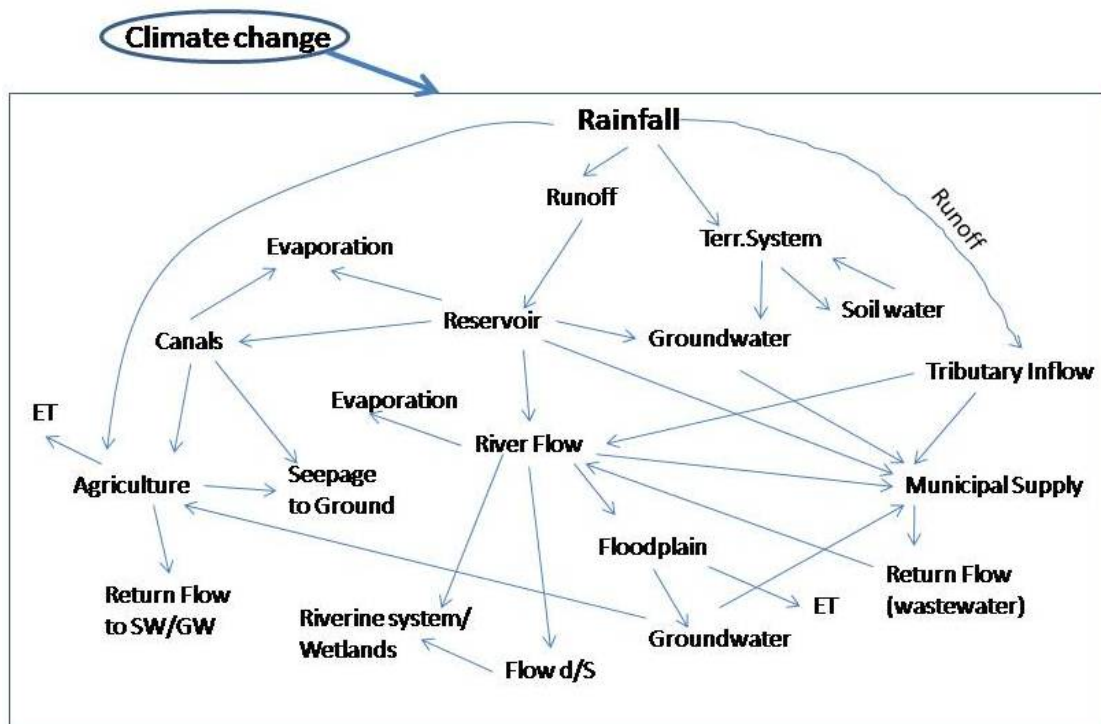 Climate change
Rainfall
Runoff
Runoff
Terr.System
Evaporation
Soil water
Reservoir
Groundwater
Canals
Tributary Inflow
Evaporation
ET
River Flow
Agriculture
Seepage
to Ground
Municipal Supply
Floodplain
Return Flow
(wastewater)
ET
Return Flow
to SW/GW
Riverine system/
Wetlands
Groundwater
Flow d/S